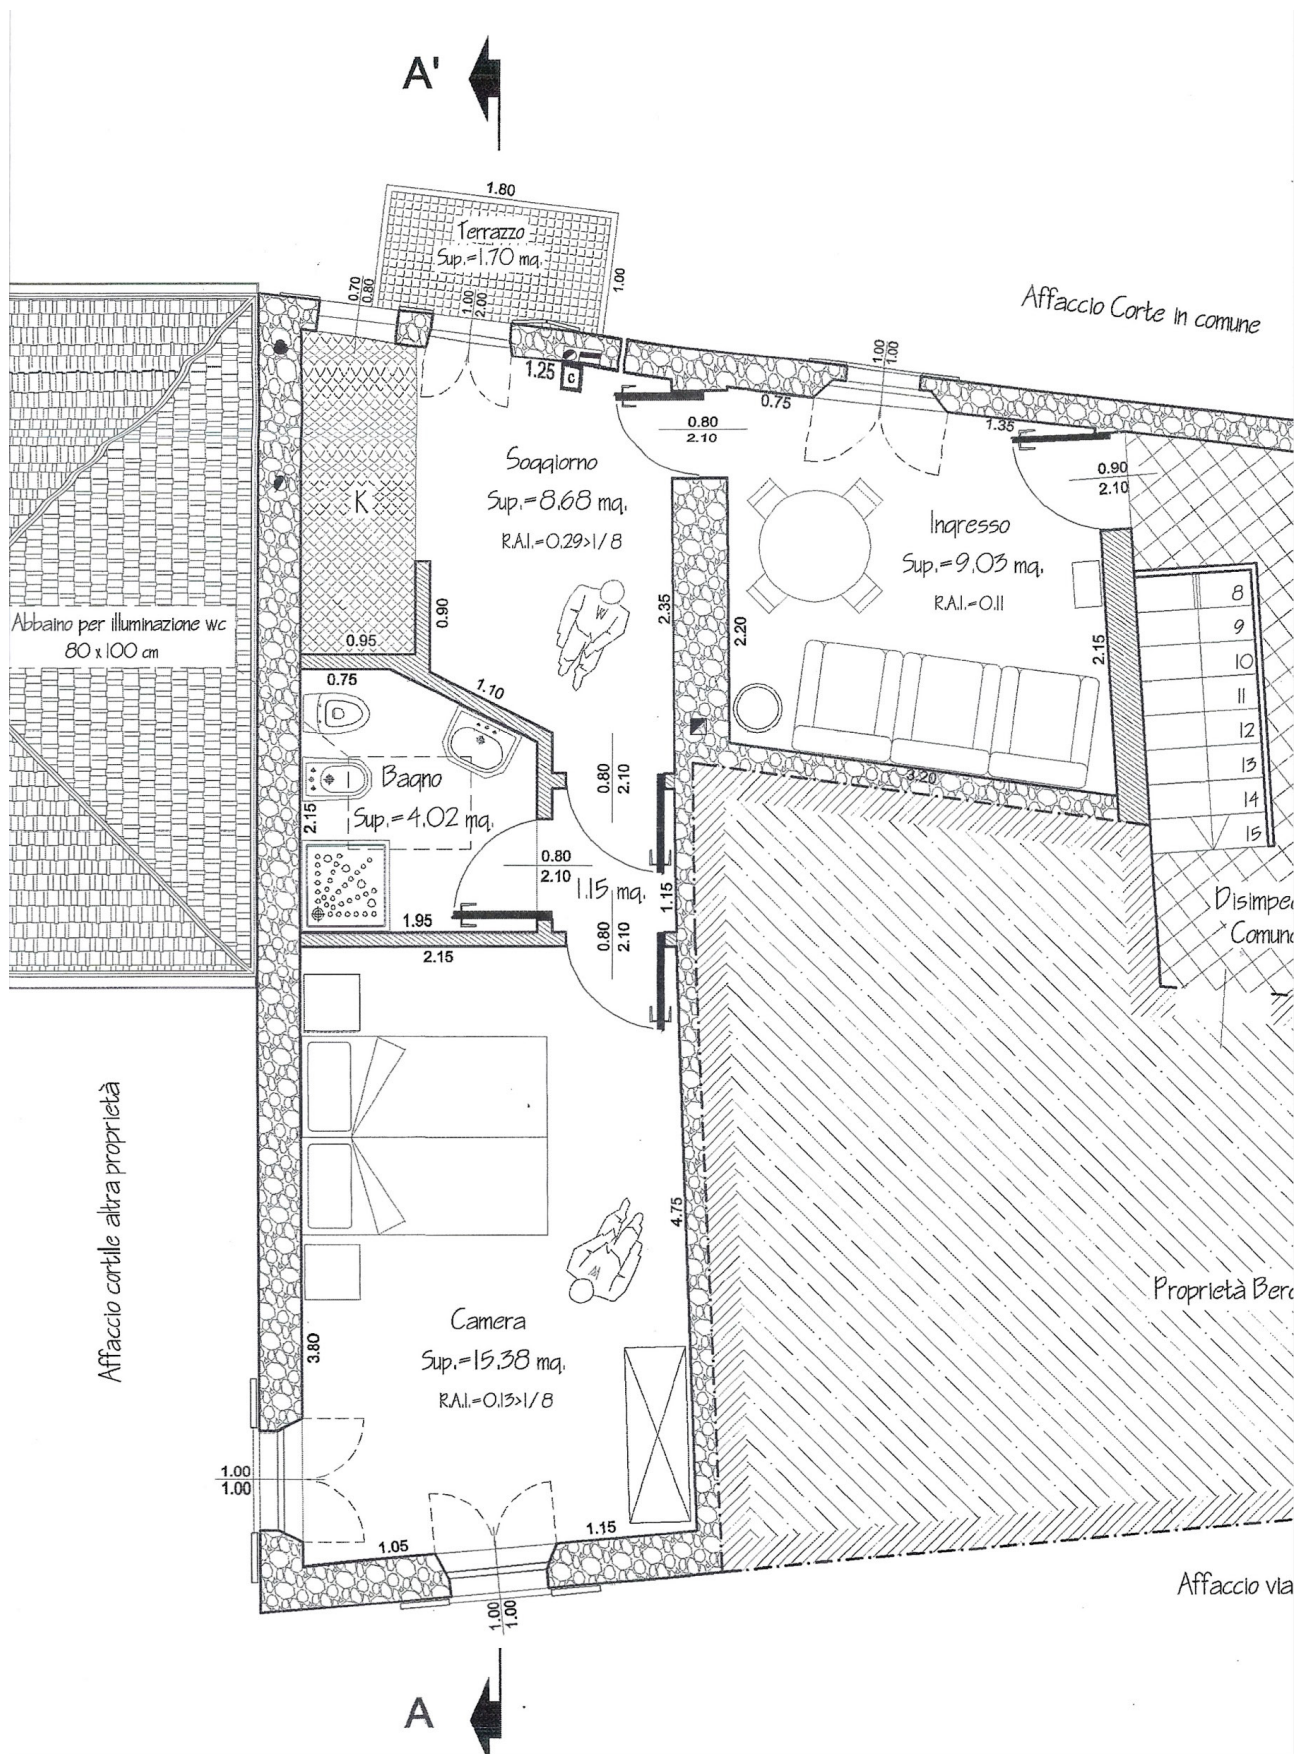 A'
1.80
Terrazzo
Sup.=1.70 mq.
1.00
0.70
0.80
1.00
2.00
Affaccio Corte in comune
1.25
c
1.00
1.00
0.75
0.80
2.10
1.35
0.90
2.10
Soggiorno
Sup.=8.68 mq.
R.A.I.=0.29>1/8
K
Ingresso
Sup.=9.03 mq.
R.A.I.=0.11
0.90
2.35
2.20
2.15
8
9
10
11
12
13
14
15
Abbaino per illuminazione wc
80 x 100 cm
0.95
0.75
1.10
3.20
Bagno
Sup.=4.02 mq.
2.15
0.80
2.10
0.80
2.10
1.15 mq.
1.15
1.95
0.80
2.10
2.15
Disimpe
Comun
Affaccio cortile altra proprietà
4.75
Proprietà Ber
Camera
Sup.=15.38 mq.
R.A.I.=0.13>1/8
3.80
1.00
1.00
1.05
1.15
1.00
1.00
Affaccio via
A